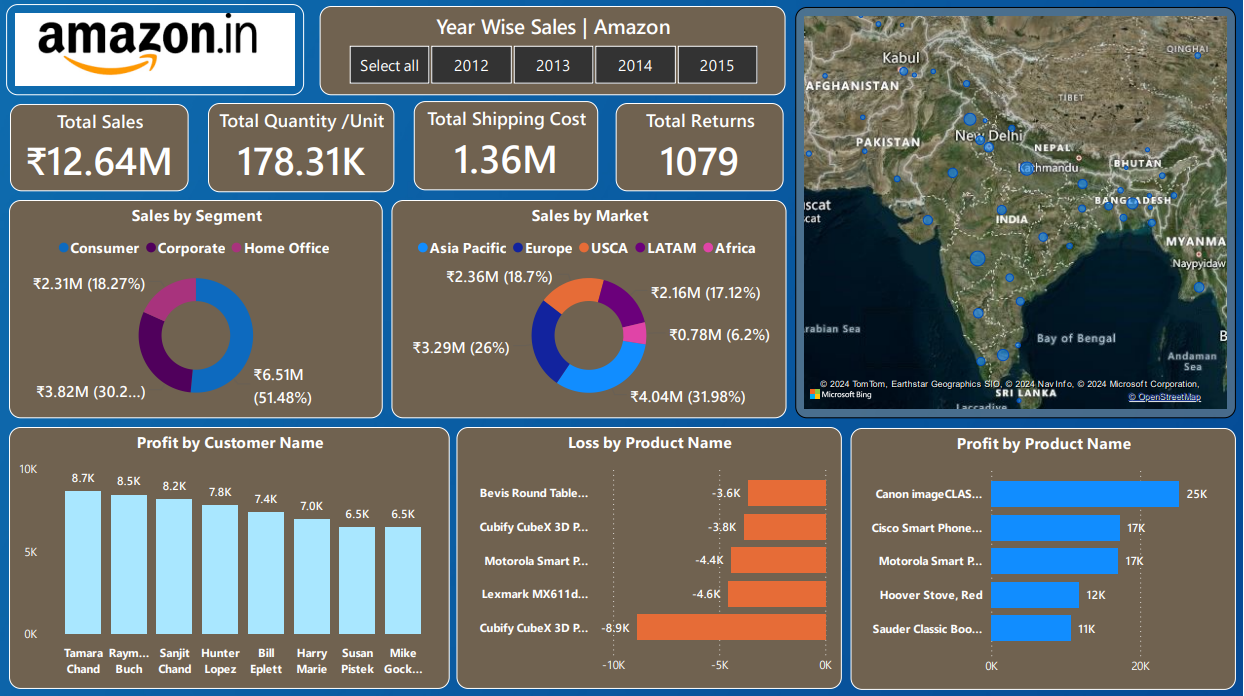 amazon.in
Year Wise Sales | Amazon
Select all
2012
2013
2014
2015
Total Sales
₹12.64M
Total Quantity /Unit
178.31K
Total Shipping Cost
1.36M
Total Returns
1079
Sales by Segment
Consumer Corporate Home Office
₹2.31M (18.27%)
₹3.82M (30.2...)
₹6.51M
(51.48%)
Sales by Market
Asia Pacific Europe USCA LATAM Africa
₹2.36M (18.7%)
₹2.16M (17.12%)
₹0.78M (6.2%)
₹3.29M (26%)
₹4.04M (31.98%)
QINGHAI
Kabul
AFGHANISTAN
TIBET
New Delhi
PAKISTAN
NEPAL
Kathmandu
BHUTAN
scat
cat
BANGLADESH
INDIA
MYANMA
Naypyidaw
rabian Sea
Bay of Bengal
B
Andaman
Sea
© 2024 TomTom, Earthstar Geographics SIO, © 2024 NavInfo, © 2024 Microsoft Corporation,
Microsoft Bing
SRI LANKA
© OpenStreetMap
Laccadive
Profit by Customer Name
10K
5K
0K
8.7K
8.5K
8.2K
7.8K
7.4K
7.0K
6.5K
6.5K
Tamara
Chand
Raym...
Buch
Sanjit
Chand
Hunter
Lopez
Bill
Eplett
Harry
Marie
Susan
Pistek
Mike
Gock...
Loss by Product Name
Bevis Round Table... -3.6K
Cubify CubeX 3D P... -3.8K
Motorola Smart P... -4.4K
Lexmark MX611d... -4.6K
Cubify CubeX 3D P... -8.9K
-10K -5K 0K
Profit by Product Name
Canon imageCLAS... 25K
Cisco Smart Phone... 17K
Motorola Smart P... 17K
Hoover Stove, Red 12K
Sauder Classic Boo... 11K
0K 20K